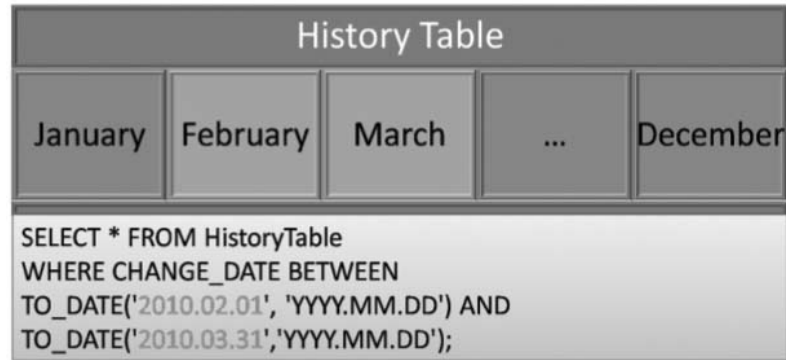 History Table
January February March ... December
SELECT * FROM HistoryTable
WHERE CHANGE_DATE BETWEEN
TO_DATE('2010.02.01', 'YYYY.MM.DD') AND
TO_DATE('2010.03.31','YYYY.MM.DD');